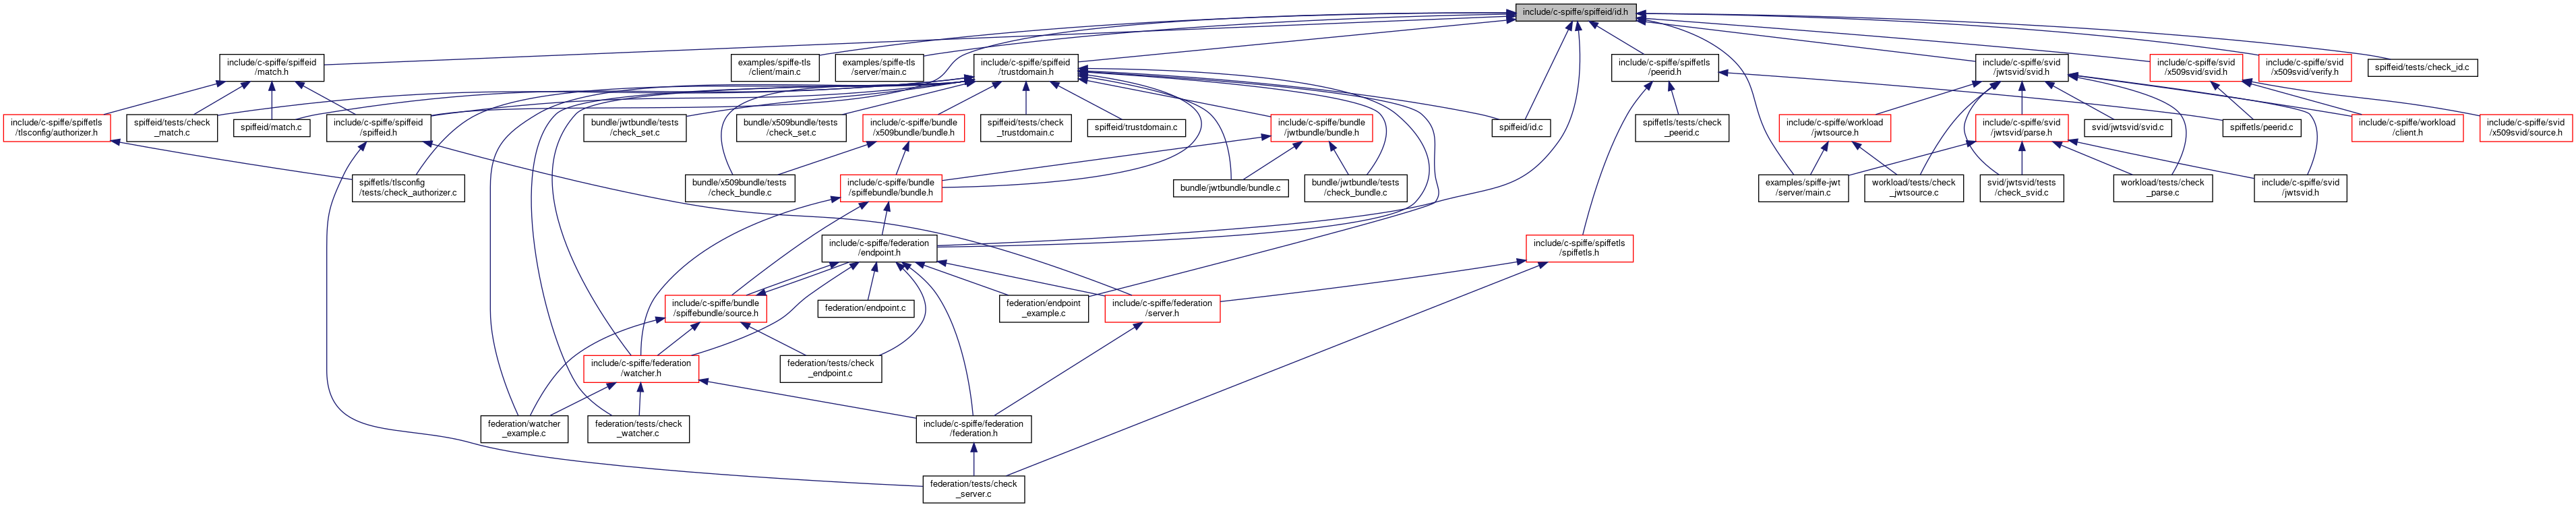 include/c-spiffe/spiffeid/id.h
include/c-spiffe/spiffeid
/match.h
examples/spiffe-tls
/client/main.c
examples/spiffe-tls
/server/main.c
include/c-spiffe/spiffeid
/trustdomain.h
include/c-spiffe/spiffetls
/peerid.h
include/c-spiffe/svid
/jwtsvid/svid.h
include/c-spiffe/svid
/x509svid/svid.h
include/c-spiffe/svid
/x509svid/verify.h
spiffeid/tests/check_id.c
include/c-spiffe/spiffetls
/tlsconfig/authorizer.h
spiffeid/tests/check
_match.c
spiffeid/match.c
include/c-spiffe/spiffeid
/spiffeid.h
bundle/jwtbundle/tests
/check_set.c
bundle/x509bundle/tests
/check_set.c
include/c-spiffe/bundle
/x509bundle/bundle.h
spiffeid/tests/check
_trustdomain.c
spiffeid/trustdomain.c
include/c-spiffe/bundle
/jwtbundle/bundle.h
spiffeid/id.c
spiffetls/tests/check
_peerid.c
include/c-spiffe/workload
/jwtsource.h
include/c-spiffe/svid
/jwtsvid/parse.h
svid/jwtsvid/svid.c
spiffetls/peerid.c
include/c-spiffe/workload
/client.h
include/c-spiffe/svid
/x509svid/source.h
spiffetls/tlsconfig
/tests/check_authorizer.c
bundle/x509bundle/tests
/check_bundle.c
include/c-spiffe/bundle
/spiffebundle/bundle.h
bundle/jwtbundle/bundle.c
bundle/jwtbundle/tests
/check_bundle.c
examples/spiffe-jwt
/server/main.c
workload/tests/check
_jwtsource.c
svid/jwtsvid/tests
/check_svid.c
workload/tests/check
_parse.c
include/c-spiffe/svid
/jwtsvid.h
include/c-spiffe/federation
/endpoint.h
include/c-spiffe/spiffetls
/spiffetls.h
include/c-spiffe/bundle
/spiffebundle/source.h
federation/endpoint.c
federation/endpoint
_example.c
include/c-spiffe/federation
/server.h
include/c-spiffe/federation
/watcher.h
federation/tests/check
_endpoint.c
federation/watcher
_example.c
federation/tests/check
_watcher.c
include/c-spiffe/federation
/federation.h
federation/tests/check
_server.c